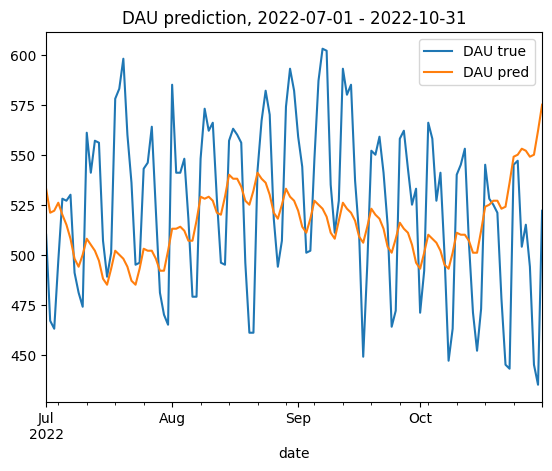 DAU prediction, 2022-07-01 - 2022-10-31
DAU true
DAU pred
600
575
550
525
500
475
450
Jul
2022
Aug
Sep
Oct
date